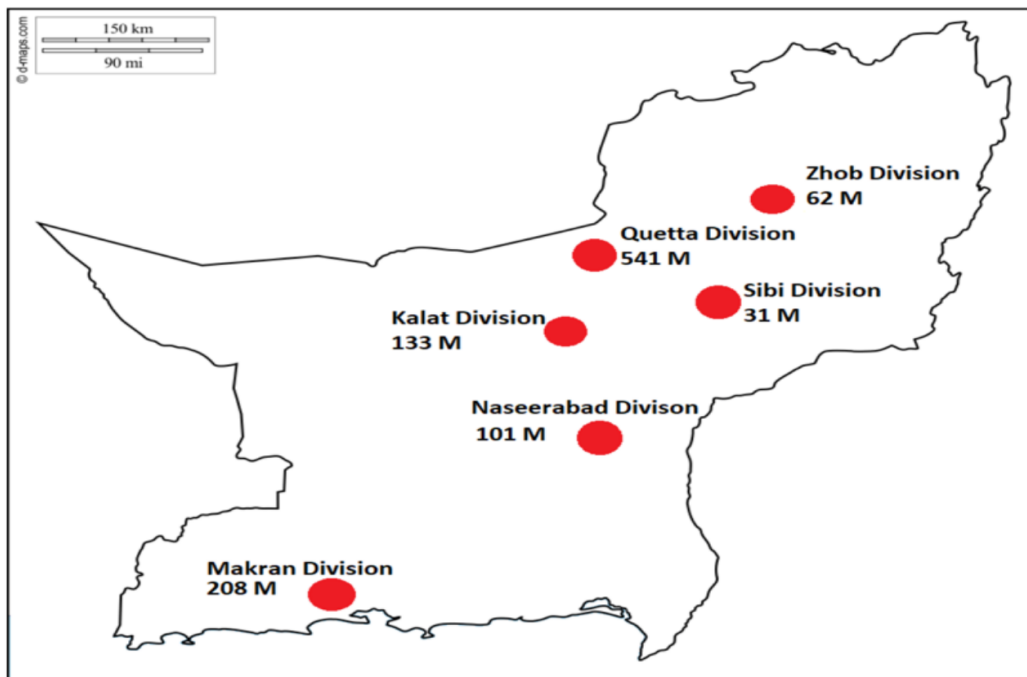 150 km
90 mi
© d-maps.com
Zhob Division
62 M
Quetta Division
541 M
Sibi Division
31 M
Kalat Division
133 M
Naseerabad Divison
101 M
Makran Division
208 M